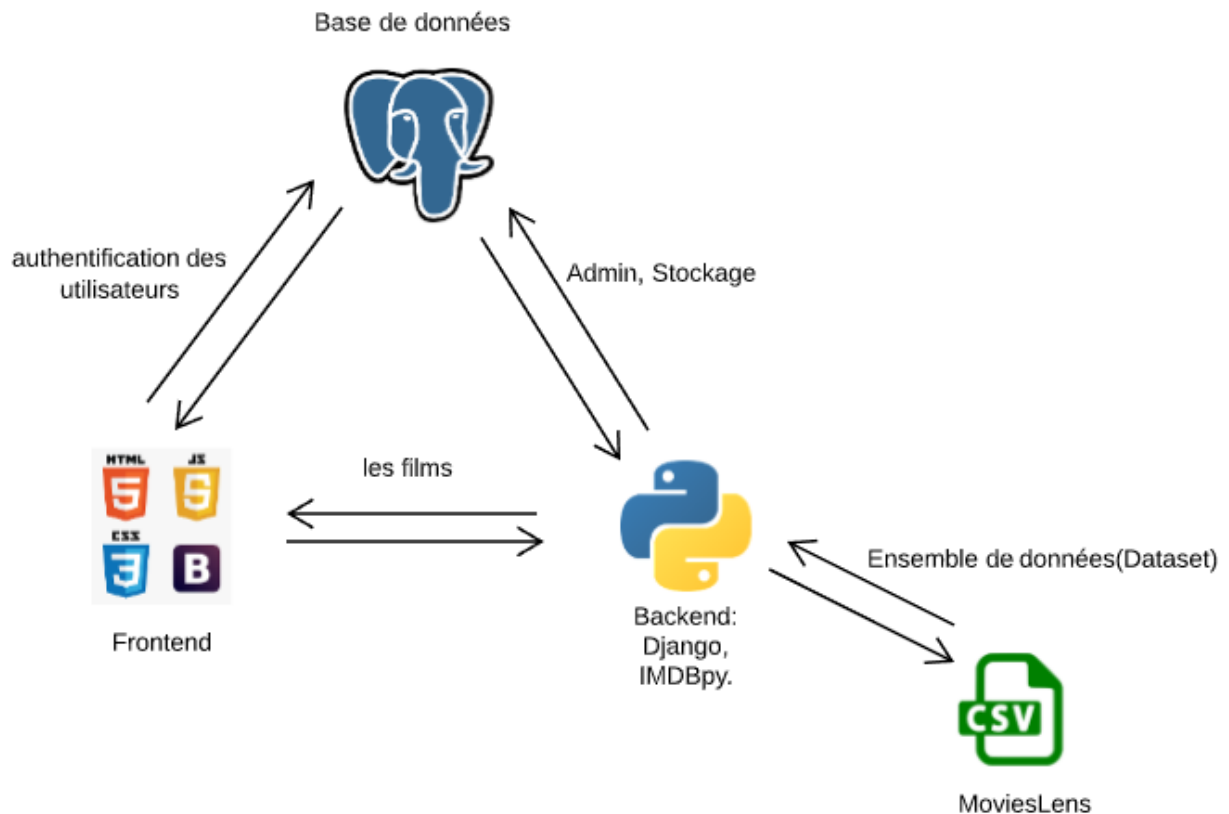 Base de données
authentification des
utilisateurs
Admin, Stockage
HTML
JS
CSS
B
les films
Frontend
Backend:
Django,
IMDBpy.
Ensemble de données(Dataset)
CSV
MoviesLens